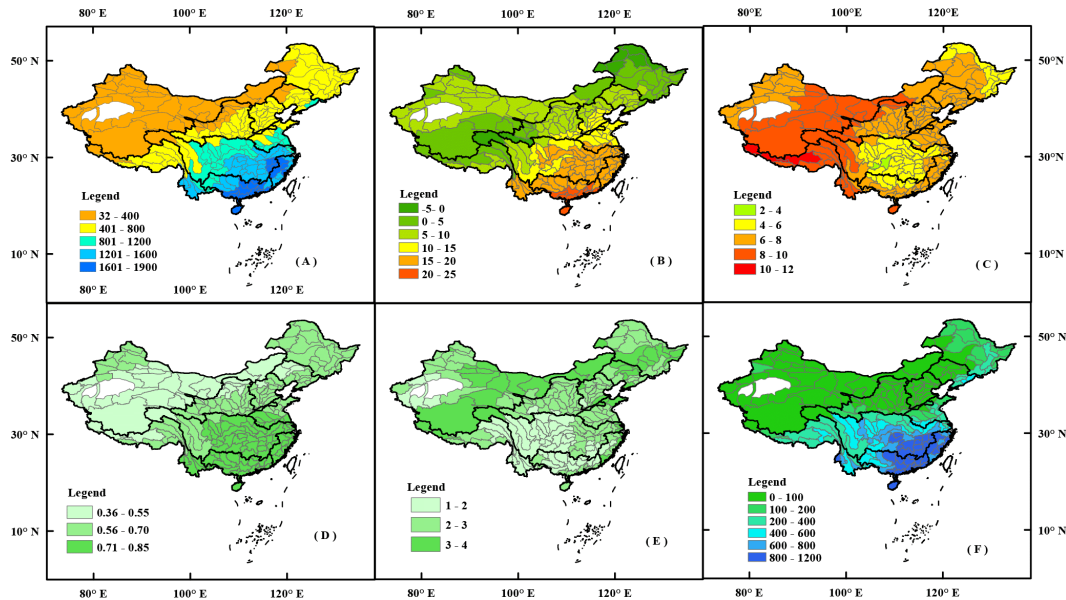 80° E 100° E 120° E 80° E 100° E 120° E 80° E 100° E 120° E
50° N
30° N
10° N
Legend
32 - 400
401 - 800
801 - 1200
1201 - 1600
1601 - 1900
( A )
Legend
-5- 0
0 - 5
5 - 10
10 - 15
15 - 20
20 - 25
( B )
Legend
2 - 4
4 - 6
6 - 8
8 - 10
10 - 12
( C )
50° N
30° N
10° N
80° E 100° E 120° E
50° N
30° N
10° N
Legend
0.36 - 0.55
0.56 - 0.70
0.71 - 0.85
( D )
Legend
1 - 2
2 - 3
3 - 4
( E )
Legend
0 - 100
100 - 200
200 - 400
400 - 600
600 - 800
800 - 1200
( F )
50° N
30° N
10° N
80° E 100° E 120° E 80° E 100° E 120° E 80° E 100° E 120° E